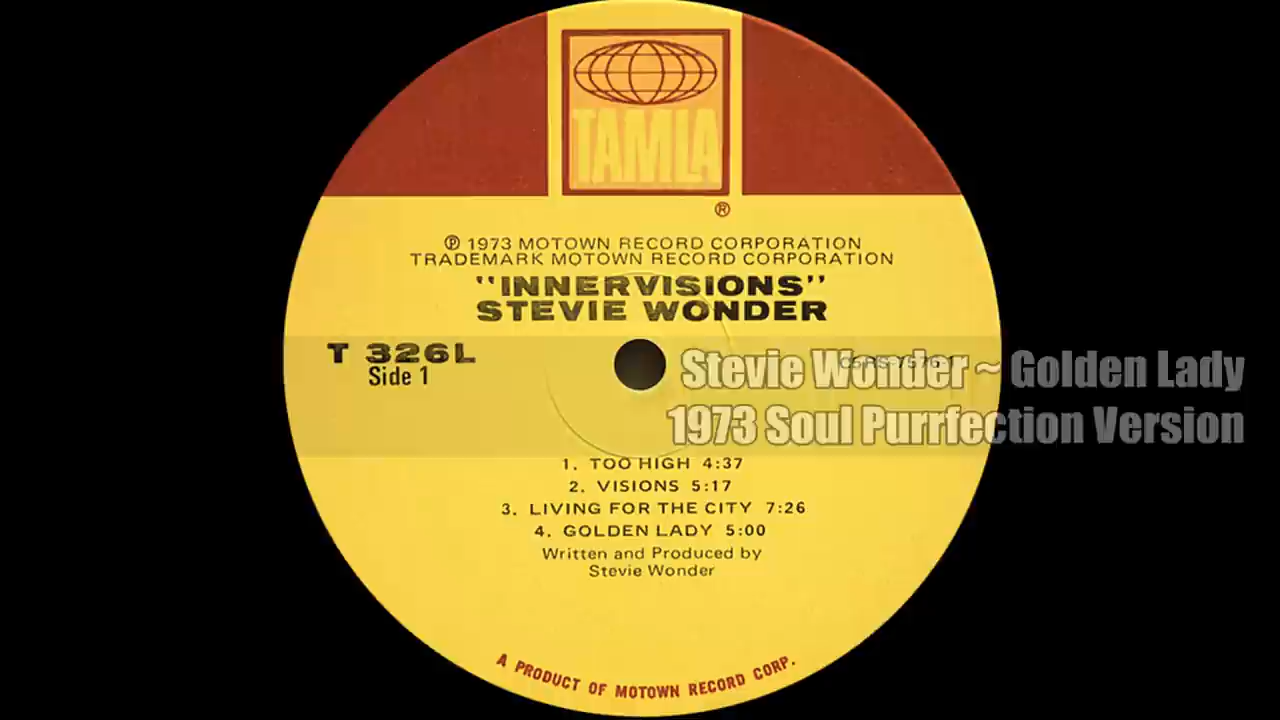 TAMLA
®
℗ 1973 MOTOWN RECORD CORPORATION
TRADEMARK MOTOWN RECORD CORPORATION
"INNERVISIONS"
STEVIE WONDER
T 326L
Side 1
Stevie Wonder ~ Golden Lady
1973 Soul Purrfection Version
1. TOO HIGH 4:37
2. VISIONS 5:17
3. LIVING FOR THE CITY 7:26
4. GOLDEN LADY 5:00
Written and Produced by
Stevie Wonder
A PRODUCT OF MOTOWN RECORD CORP.